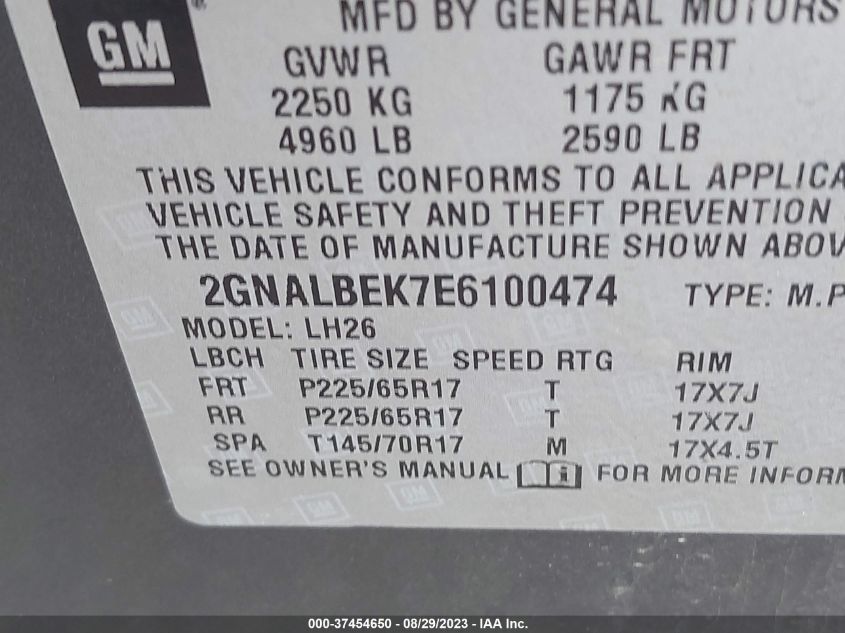 GM ®
MFD BY GENERAL MOTORS
GVWR GAWR FRT
2250 KG 1175 KG
4960 LB 2590 LB
THIS VEHICLE CONFORMS TO ALL APPLICA
VEHICLE SAFETY AND THEFT PREVENTION
THE DATE OF MANUFACTURE SHOWN ABOV
2GNALBEK7E6100474 TYPE: M.P
MODEL: LH26
LBCH TIRE SIZE SPEED RTG RIM
FRT P225/65R17 T 17X7J
RR P225/65R17 T 17X7J
SPA T145/70R17 M 17X4.5T
SEE OWNER'S MANUAL i FOR MORE INFORM
000-37454650 - 08/29/2023 - IAA Inc.